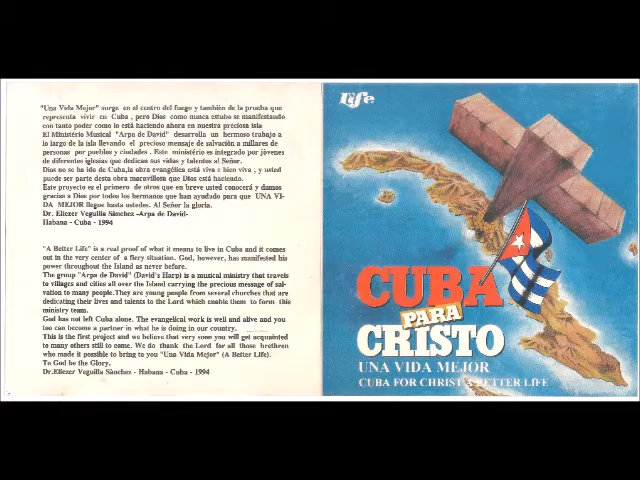 "Una Vida Mejor" surge en el centro del fuego y también de la prueba que
representa vivir en Cuba , pero Dios como nunca estubo se manifestando
con tanto poder como lo está haciendo ahora en nuestra preciosa isla
El Ministério Musical "Arpa de David" desarrolla un hermoso trabajo a
lo largo de la isla llevando el precioso mensaje de salvación a millares de
personas por pueblos y ciudades . Este ministério es integrado por jóvenes
de diferentes iglesias que dedican sus vidas y talentos al Señor.
Dios no se ha ido de Cuba,la obra evangélica está viva e bien viva , y usted
puede ser parte desta obra maravillosa que Dios está haciendo.
Este proyecto es el primero de otros que en breve usted conocerá y damos
gracias a Dios por todos los hermanos que han ayudado para que UNA VI-
DA MEJOR llegue hasta ustedes. Al Señor la gloria.
Dr. Eliezer Veguilla Sánchez -Arpa de David-
Habana - Cuba - 1994
"A Better Life" is a real proof of what it means to live in Cuba and it comes
out in the very center of a fiery situation. God, however, has manifested his
power throughout the Island as never before.
The group "Arpa de David" (David's Harp) is a musical ministry that travels
to villages and cities all over the Island carrying the precious message of sal-
vation to many people.They are young people from several churches that are
dedicating their lives and talents to the Lord which enable them to form this
ministry team.
God has not left Cuba alone. The evangelical work is well and alive and you
too can become a partner in what he is doing in our country.
This is the first project and we believe that very soon you will get acquainted
to many others still to come. We do thank the Lord for all those brethren
who made it possible to bring to you "Una Vida Mejor" (A Better Life).
To God be the Glory.
Dr.Eliezer Veguilla Sánchez - Habana - Cuba - 1994
Life
CUBA
PARA
CRISTO
UNA VIDA MEJOR
CUBA FOR CHRIST A BETTER LIFE